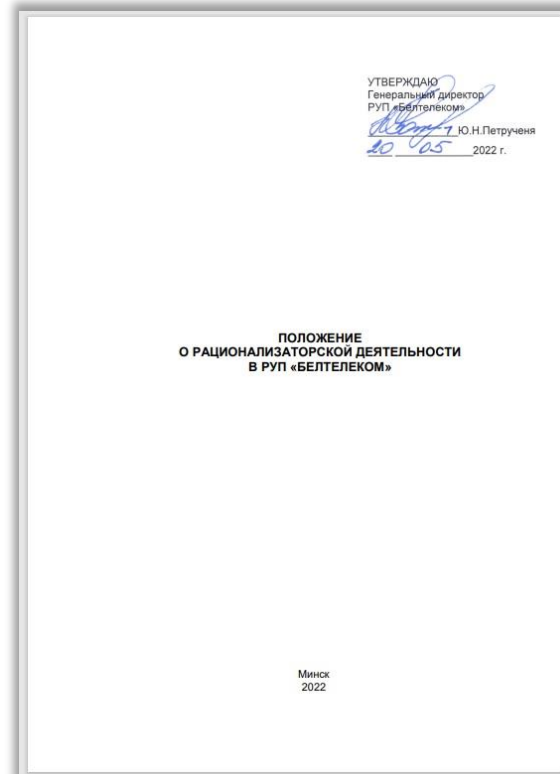 УТВЕРЖДАЮ
Генеральный директор
РУП «Белтелеком»
Ю.Н.Петрученя
20 05 2022 г.
ПОЛОЖЕНИЕ
О РАЦИОНАЛИЗАТОРСКОЙ ДЕЯТЕЛЬНОСТИ
В РУП «БЕЛТЕЛЕКОМ»
Минск
2022